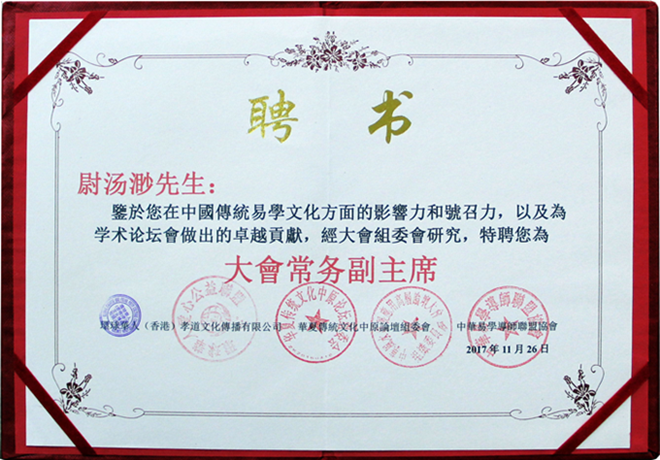 聘书
尉汤渺先生：
鑒於您在中國傳統易學文化方面的影響力和號召力，以及為
学术论坛會做出的卓越貢獻，經大會組委會研究，特聘您為
大會常务副主席
環球華人（香港）孝道文化傳播有限公司 華夏傳統文化中原論壇組委會 中華易學導師聯盟協會
2017年11月26日